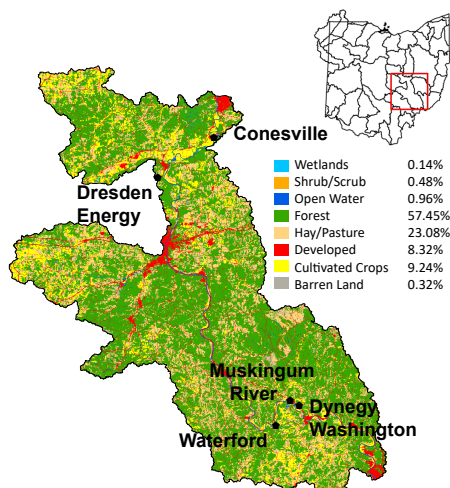 Conesville
Wetlands 0.14%
Shrub/Scrub 0.48%
Open Water 0.96%
Forest 57.45%
Hay/Pasture 23.08%
Developed 8.32%
Cultivated Crops 9.24%
Barren Land 0.32%
Dresden
Energy
Muskingum
River
Dynegy
Washington
Waterford